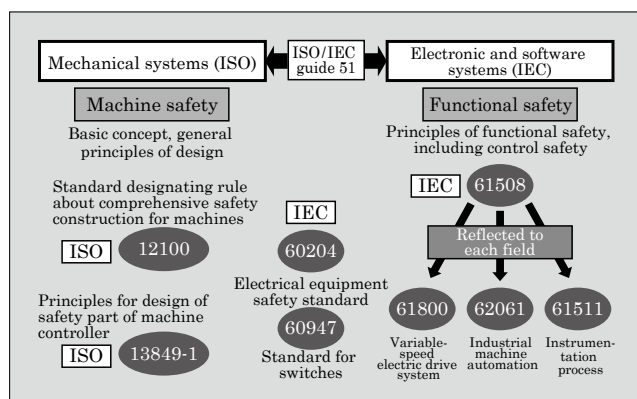 Mechanical systems (ISO)
ISO/IEC
guide 51
Electronic and software
systems (IEC)
Machine safety
Basic concept, general
principles of design
Functional safety
Principles of functional safety,
including control safety
Standard designating rule
about comprehensive safety
construction for machines
ISO
12100
IEC
60204
Electrical equipment
safety standard
60947
Standard for
switches
Principles for design of
safety part of machine
controller
ISO
13849-1
IEC
61508
Reflected to
each field
61800
62061
61511
Variable-
speed
electric drive
system
Industrial
machine
automation
Instrumen-
tation
process